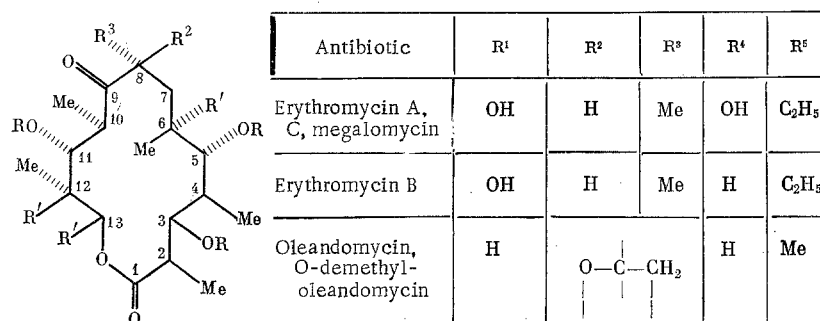 R³ R²
8
O
9
7
Me
10
R'
6
RO
11
Me
OR
5
Me
12
4
R'
13
3
Me
R'
OR
O
1
2
Me
O
Antibiotic R¹ R² R³ R⁴ R⁵
Erythromycin A, OH H Me OH C₂H₅
C, megalomycin
Erythromycin B OH H Me H C₂H₅
Oleandomycin, H H Me
O-demethyl- O—C—CH₂
oleandomycin